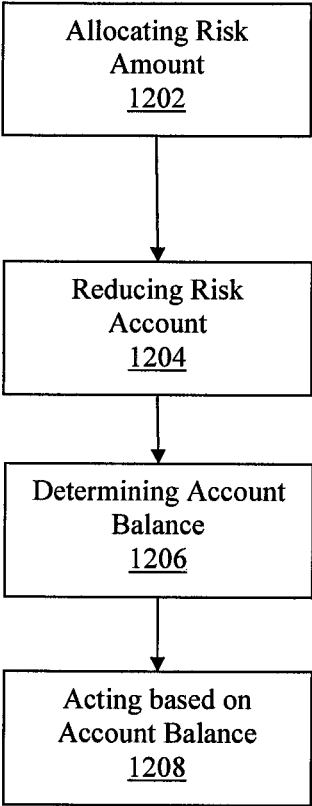 Allocating Risk
Amount
1202
Reducing Risk
Account
1204
Determining Account
Balance
1206
Acting based on
Account Balance
1208